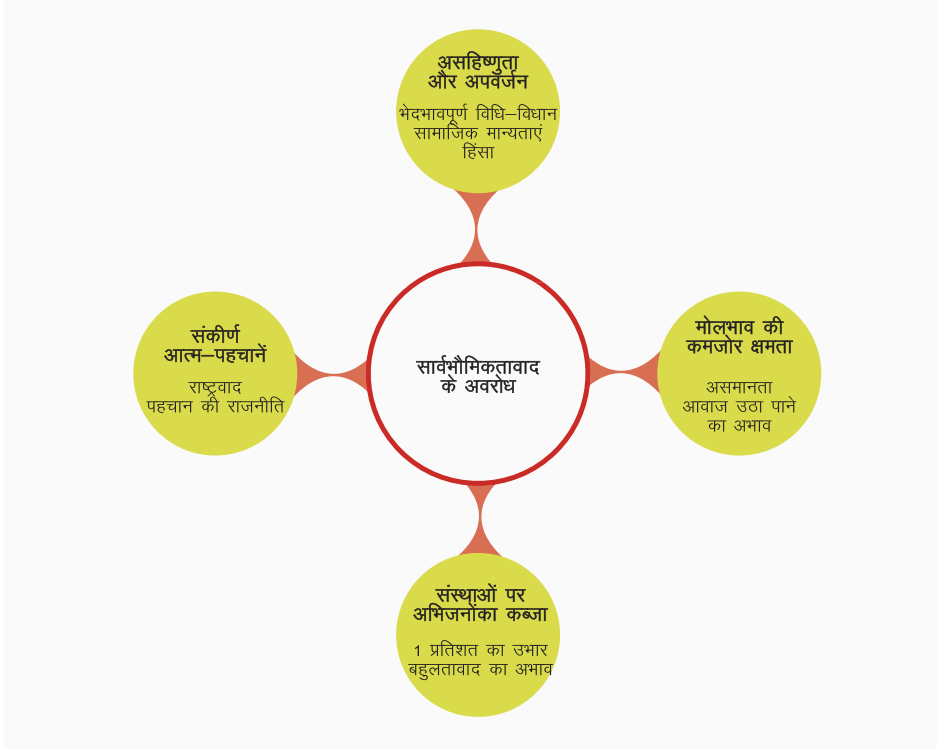 असहिष्णुता
और अपवर्जन
भेदभावपूर्ण विधि–विधान
सामाजिक मान्यताएं
हिंसा
संकीर्ण
आत्म–पहचानें
राष्ट्रवाद
पहचान की राजनीति
सार्वभौमिकतावाद
के अवरोध
मोलभाव की
कमजोर क्षमता
असमानता
आवाज उठा पाने
का अभाव
संस्थाओं पर
अभिजनोंका कब्जा
1 प्रतिशत का उभार
बहुलतावाद का अभाव